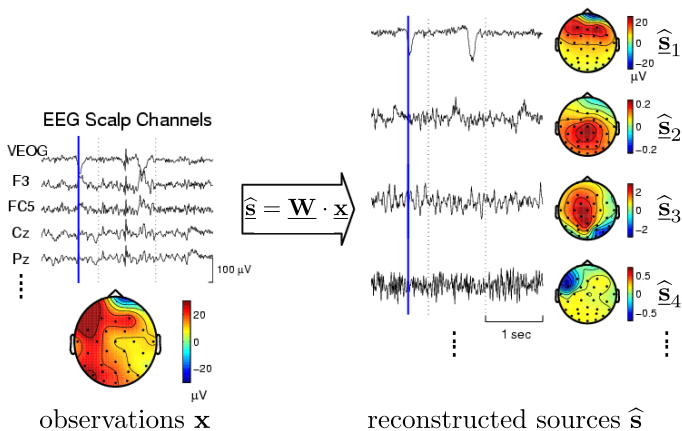 EEG Scalp Channels
VEOG
F3
FC5
Cz
Pz
100 µV
20
0
−20
µV
observations x
ŝ = W · x
20
0
−20
µV
ŝ1
0.2
0
−0.2
ŝ2
2
0
−2
ŝ3
0.5
0
−0.5
ŝ4
1 sec
reconstructed sources ŝ